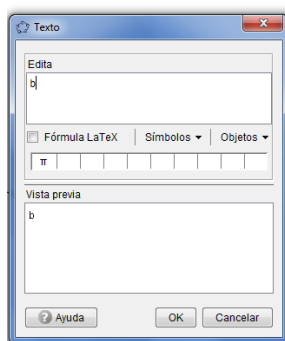 Texto
Edita
b
Fórmula LaTeX Símbolos Objetos
π
Vista previa
b
Ayuda OK Cancelar